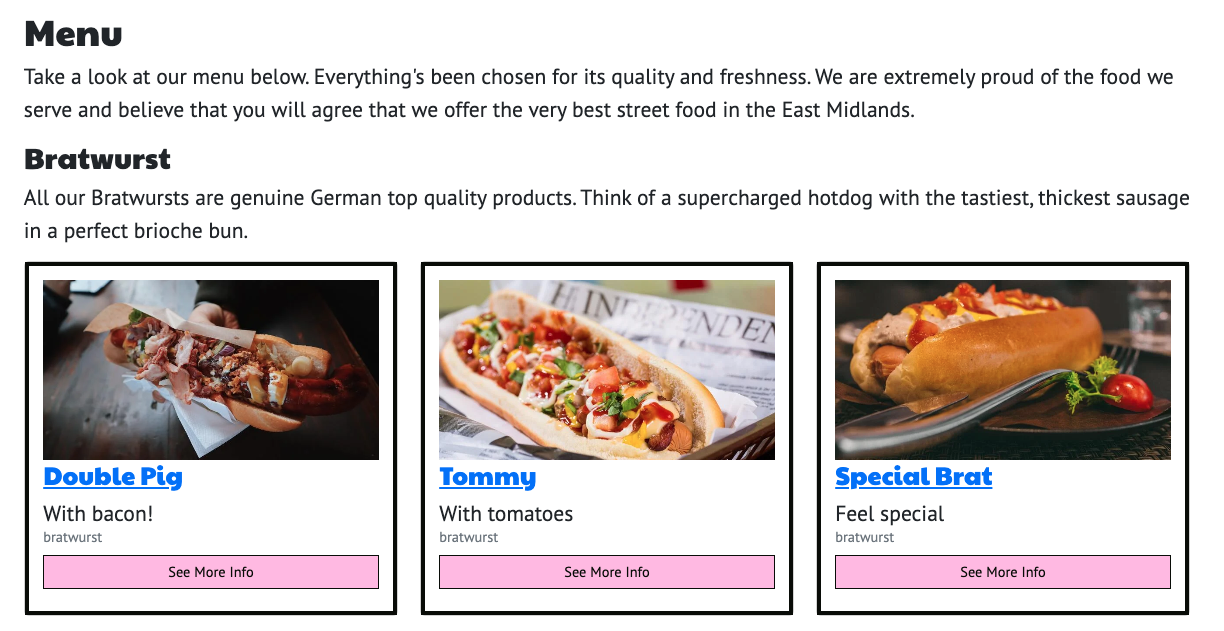 Menu
Take a look at our menu below. Everything's been chosen for its quality and freshness. We are extremely proud of the food we
serve and believe that you will agree that we offer the very best street food in the East Midlands.
Bratwurst
All our Bratwursts are genuine German top quality products. Think of a supercharged hotdog with the tastiest, thickest sausage
in a perfect brioche bun.
Double Pig
With bacon!
bratwurst
See More Info
INDEPENDEN
Tommy
With tomatoes
bratwurst
See More Info
Special Brat
Feel special
bratwurst
See More Info